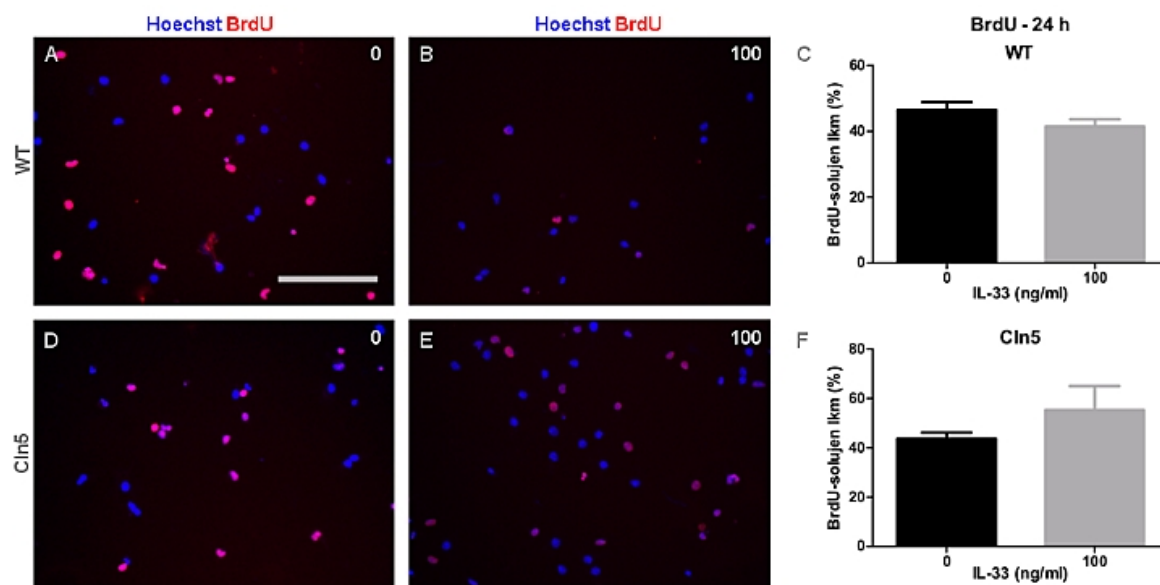 Hoechst BrdU
Hoechst BrdU
BrdU - 24 h
WT
A
0
B
100
C
WT
BrdU-solujen lkm (%)
60
40
20
0
0
100
IL-33 (ng/ml)
Cln5
D
0
E
100
F
Cln5
BrdU-solujen lkm (%)
80
60
40
20
0
0
100
IL-33 (ng/ml)